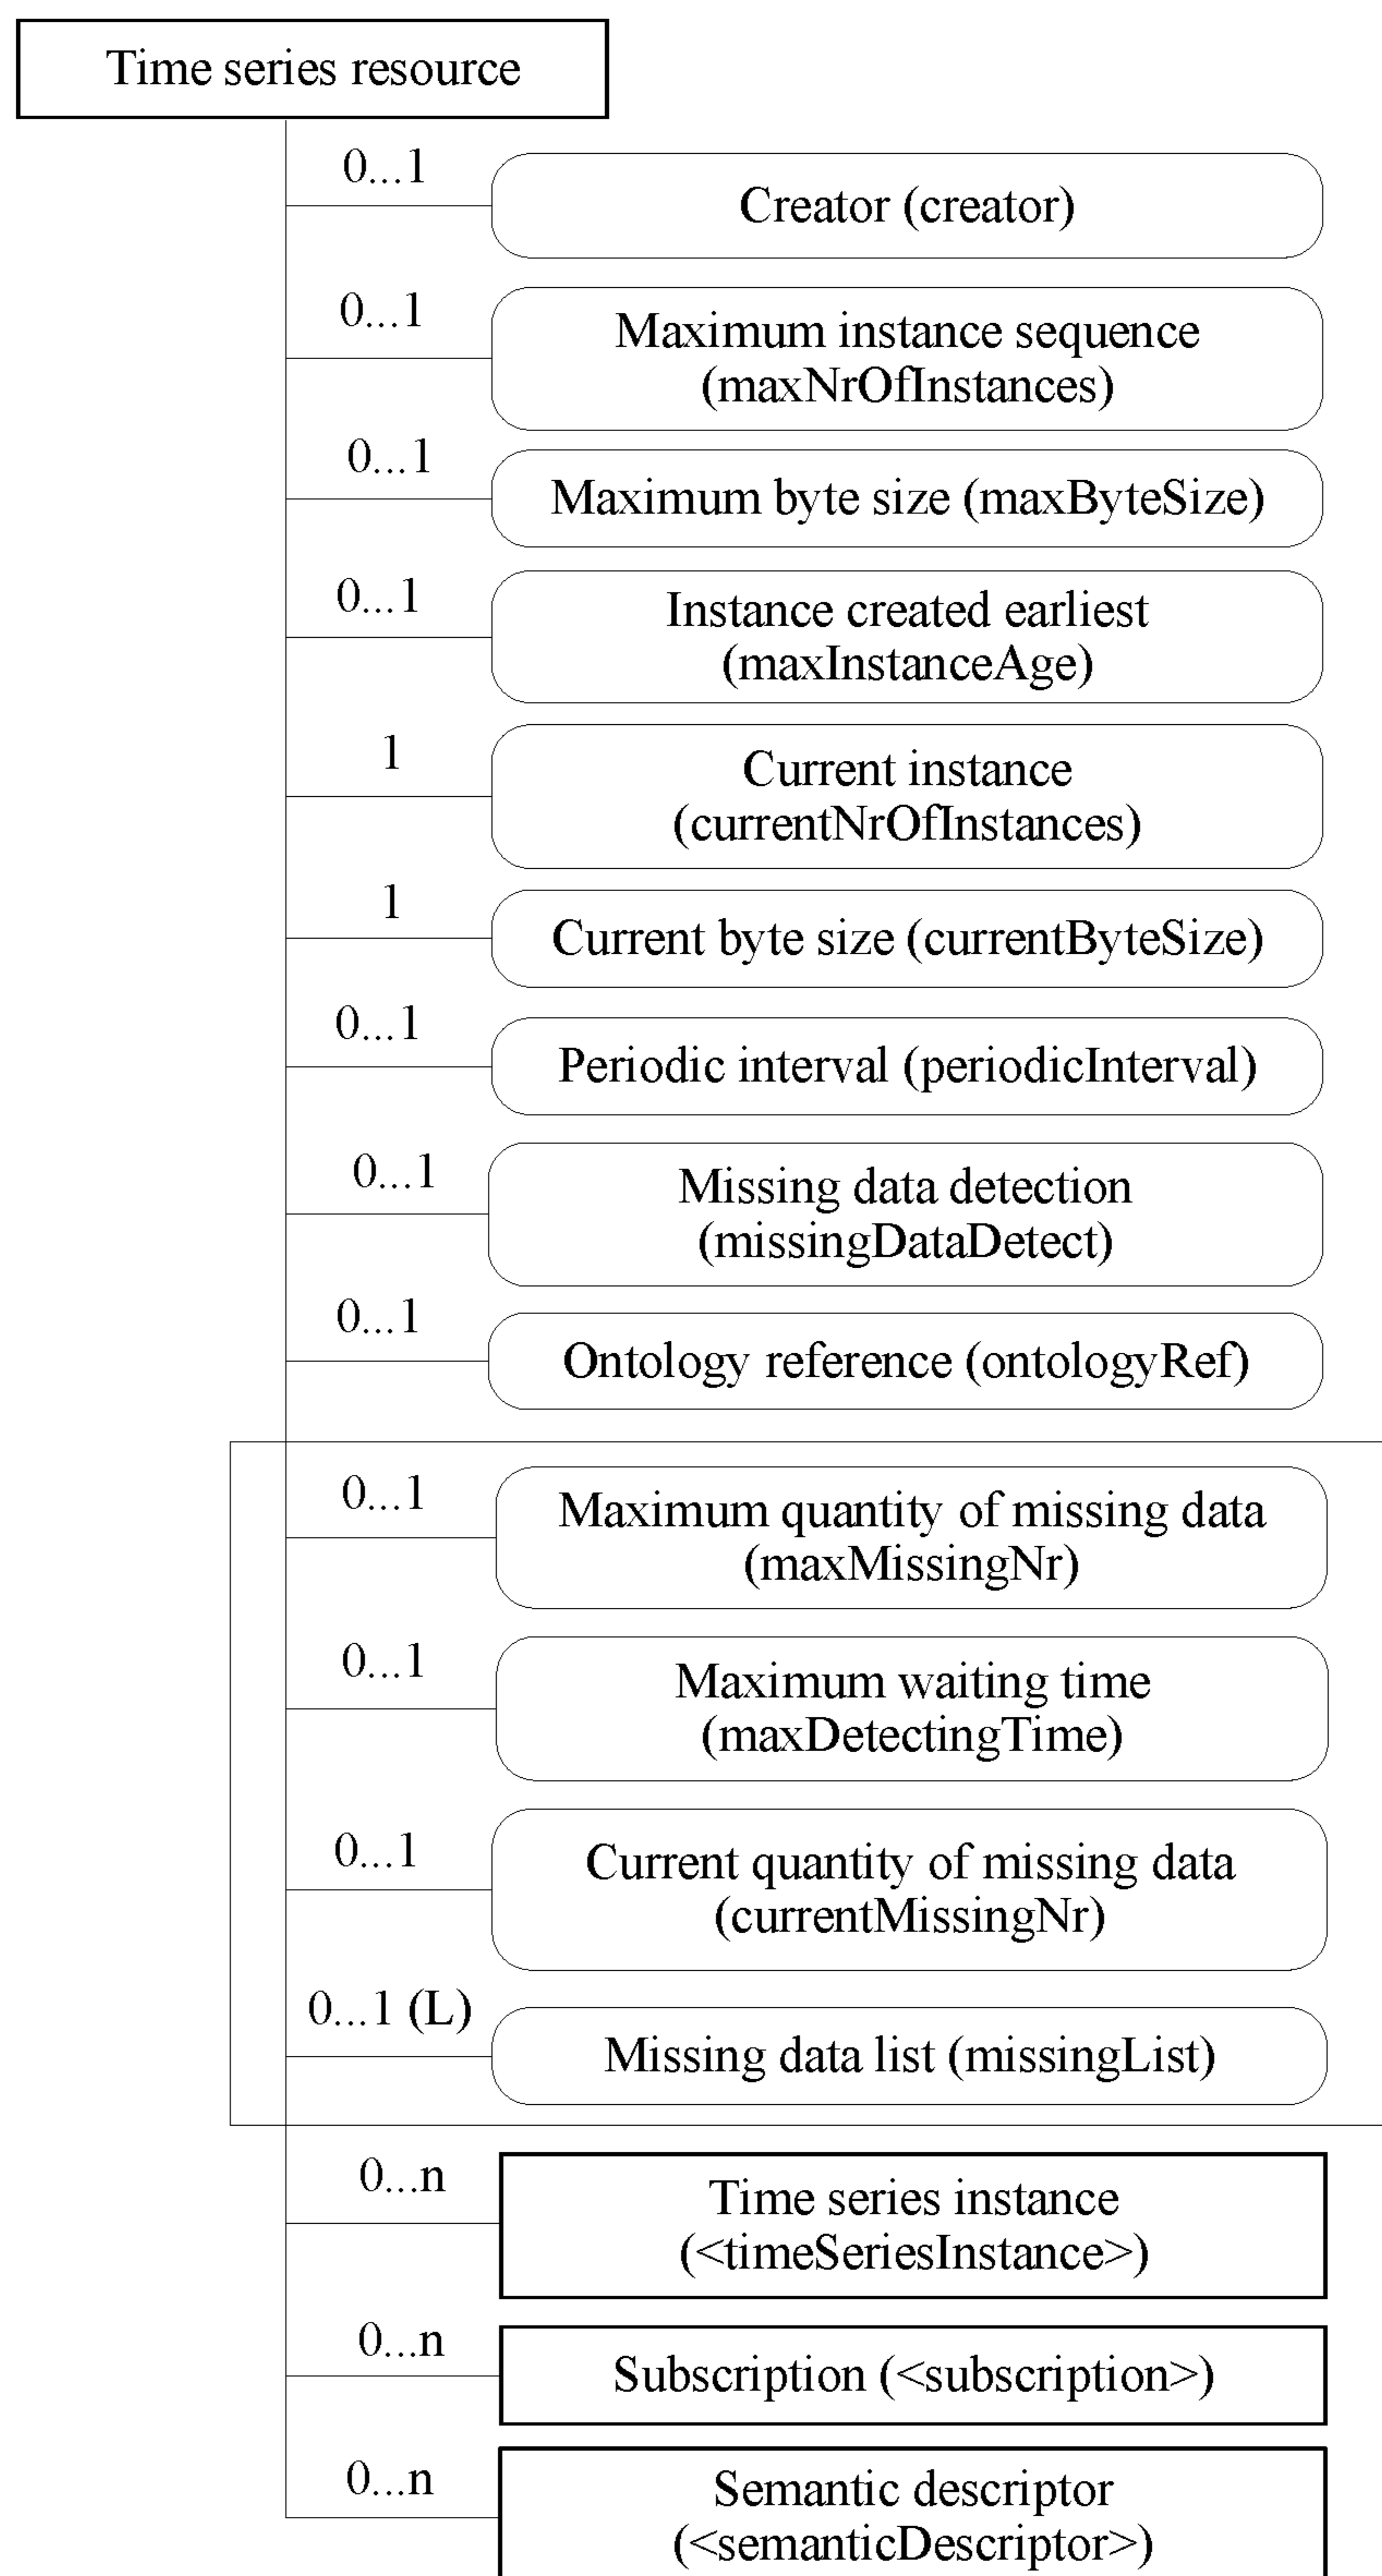 Time series resource
0...1
Creator (creator)
0...1
Maximum instance sequence
(maxNrOfInstances)
0...1
Maximum byte size (maxByteSize)
0...1
Instance created earliest
(maxInstanceAge)
1
Current instance
(currentNrOfInstances)
1
Current byte size (currentByteSize)
0...1
Periodic interval (periodicInterval)
0...1
Missing data detection
(missingDataDetect)
0...1
Ontology reference (ontologyRef)
0...1
Maximum quantity of missing data
(maxMissingNr)
0...1
Maximum waiting time
(maxDetectingTime)
0...1
Current quantity of missing data
(currentMissingNr)
0...1 (L)
Missing data list (missingList)
0...n
Time series instance
(<timeSeriesInstance>)
0...n
Subscription (<subscription>)
0...n
Semantic descriptor
(<semanticDescriptor>)